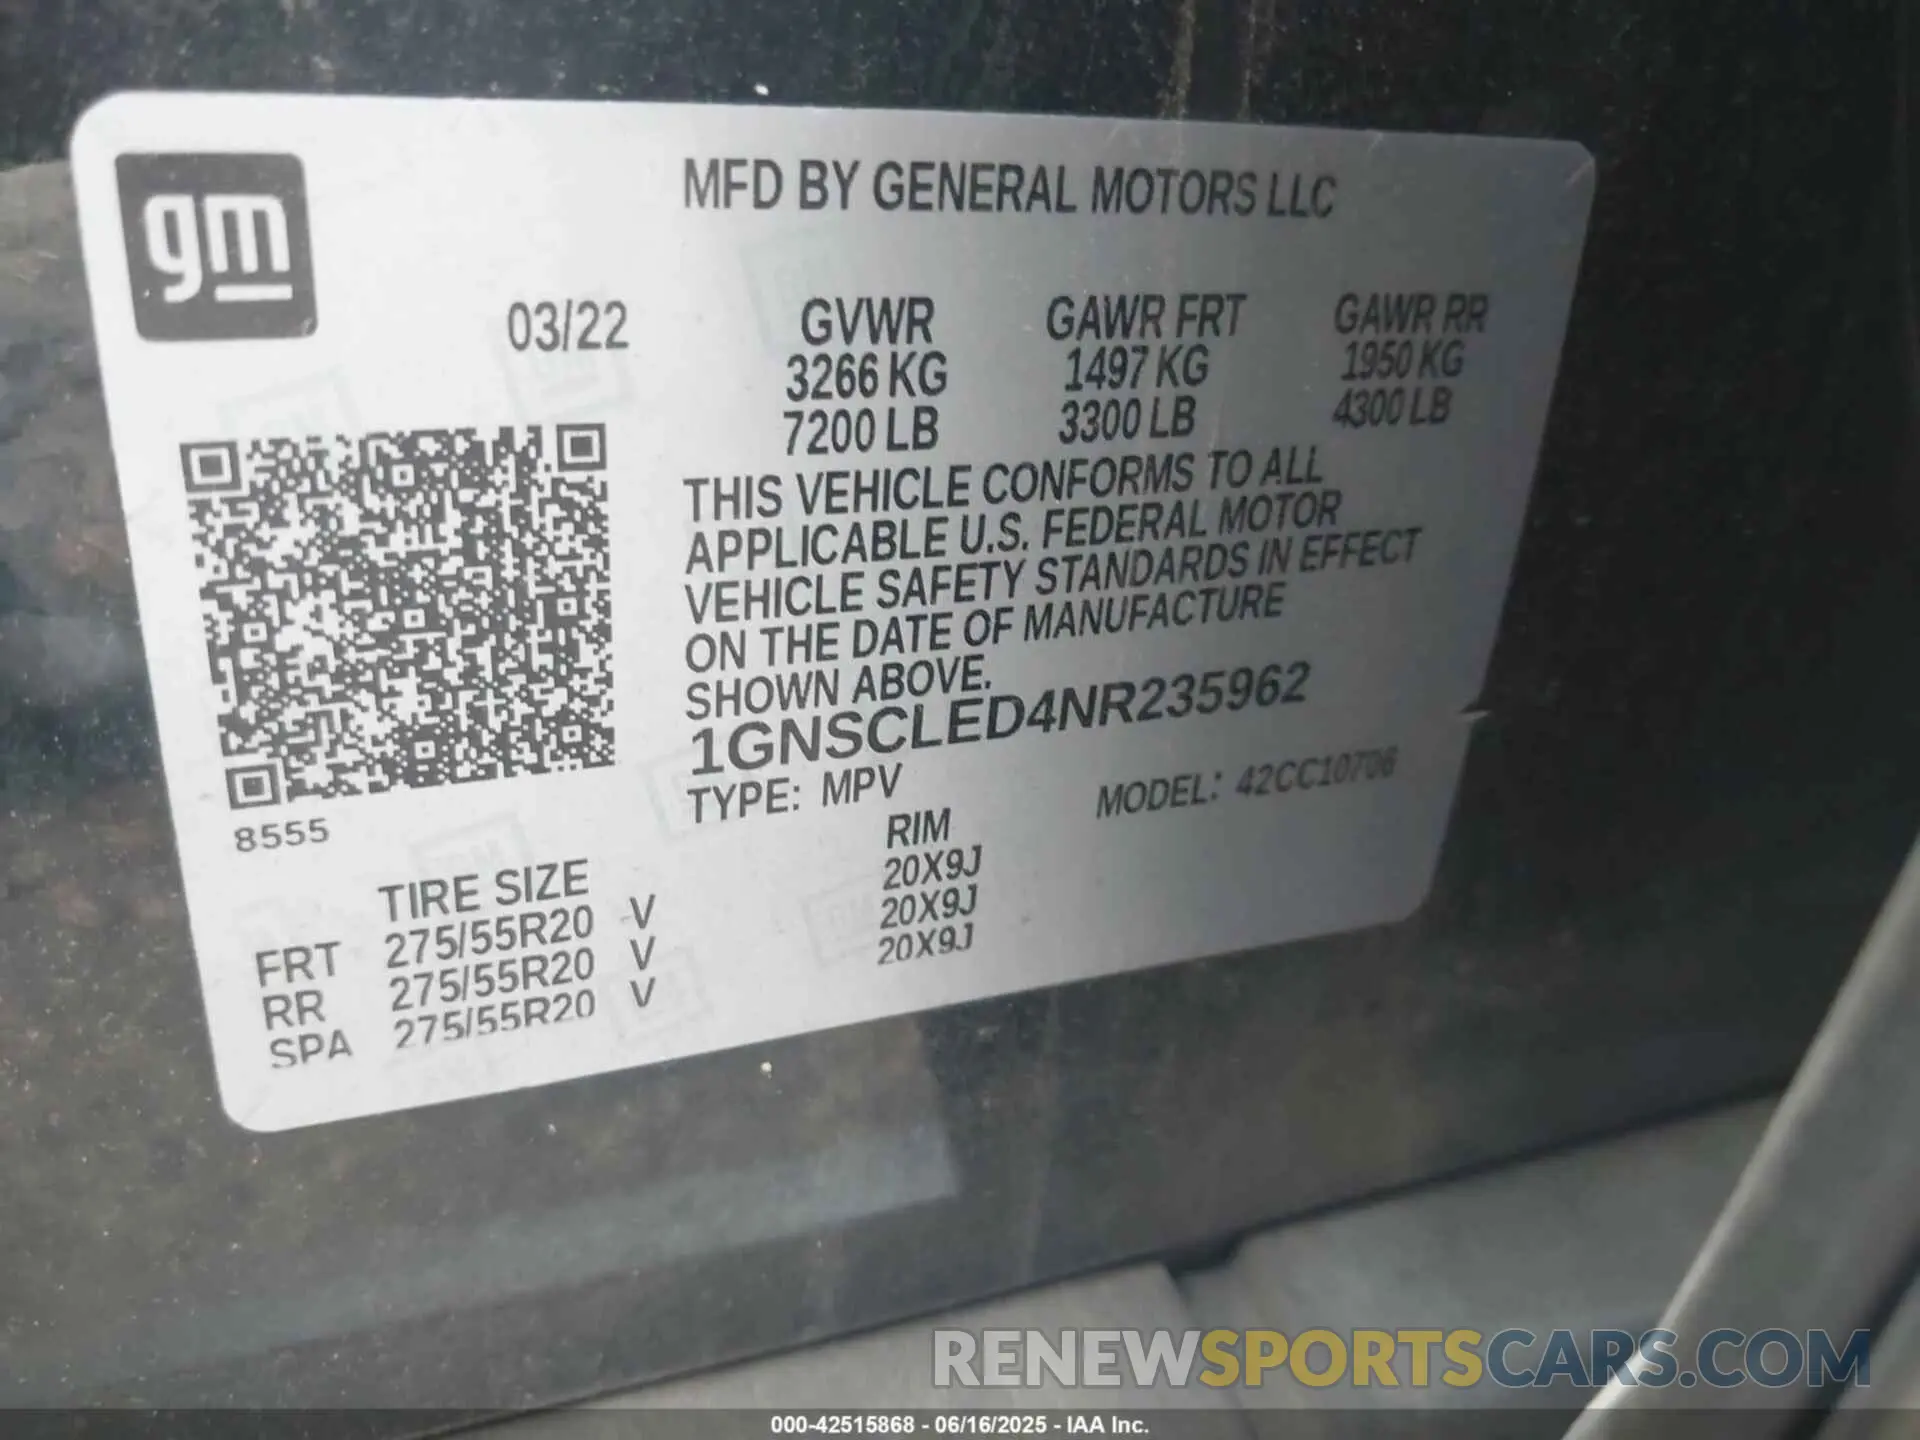 gm
MFD BY GENERAL MOTORS LLC
03/22
GVWR GAWR FRT GAWR RR
3266 KG 1497 KG 1950 KG
7200 LB 3300 LB 4300 LB
THIS VEHICLE CONFORMS TO ALL
APPLICABLE U.S. FEDERAL MOTOR
VEHICLE SAFETY STANDARDS IN EFFECT
ON THE DATE OF MANUFACTURE
SHOWN ABOVE.
1GNSCLED4NR235962
TYPE: MPV MODEL: 42CC10706
8555
TIRE SIZE RIM
FRT 275/55R20 V 20X9J
RR 275/55R20 V 20X9J
SPA 275/55R20 V 20X9J
RENEWSPORTSCARS.COM
000-42515868 - 06/16/2025 - IAA Inc.